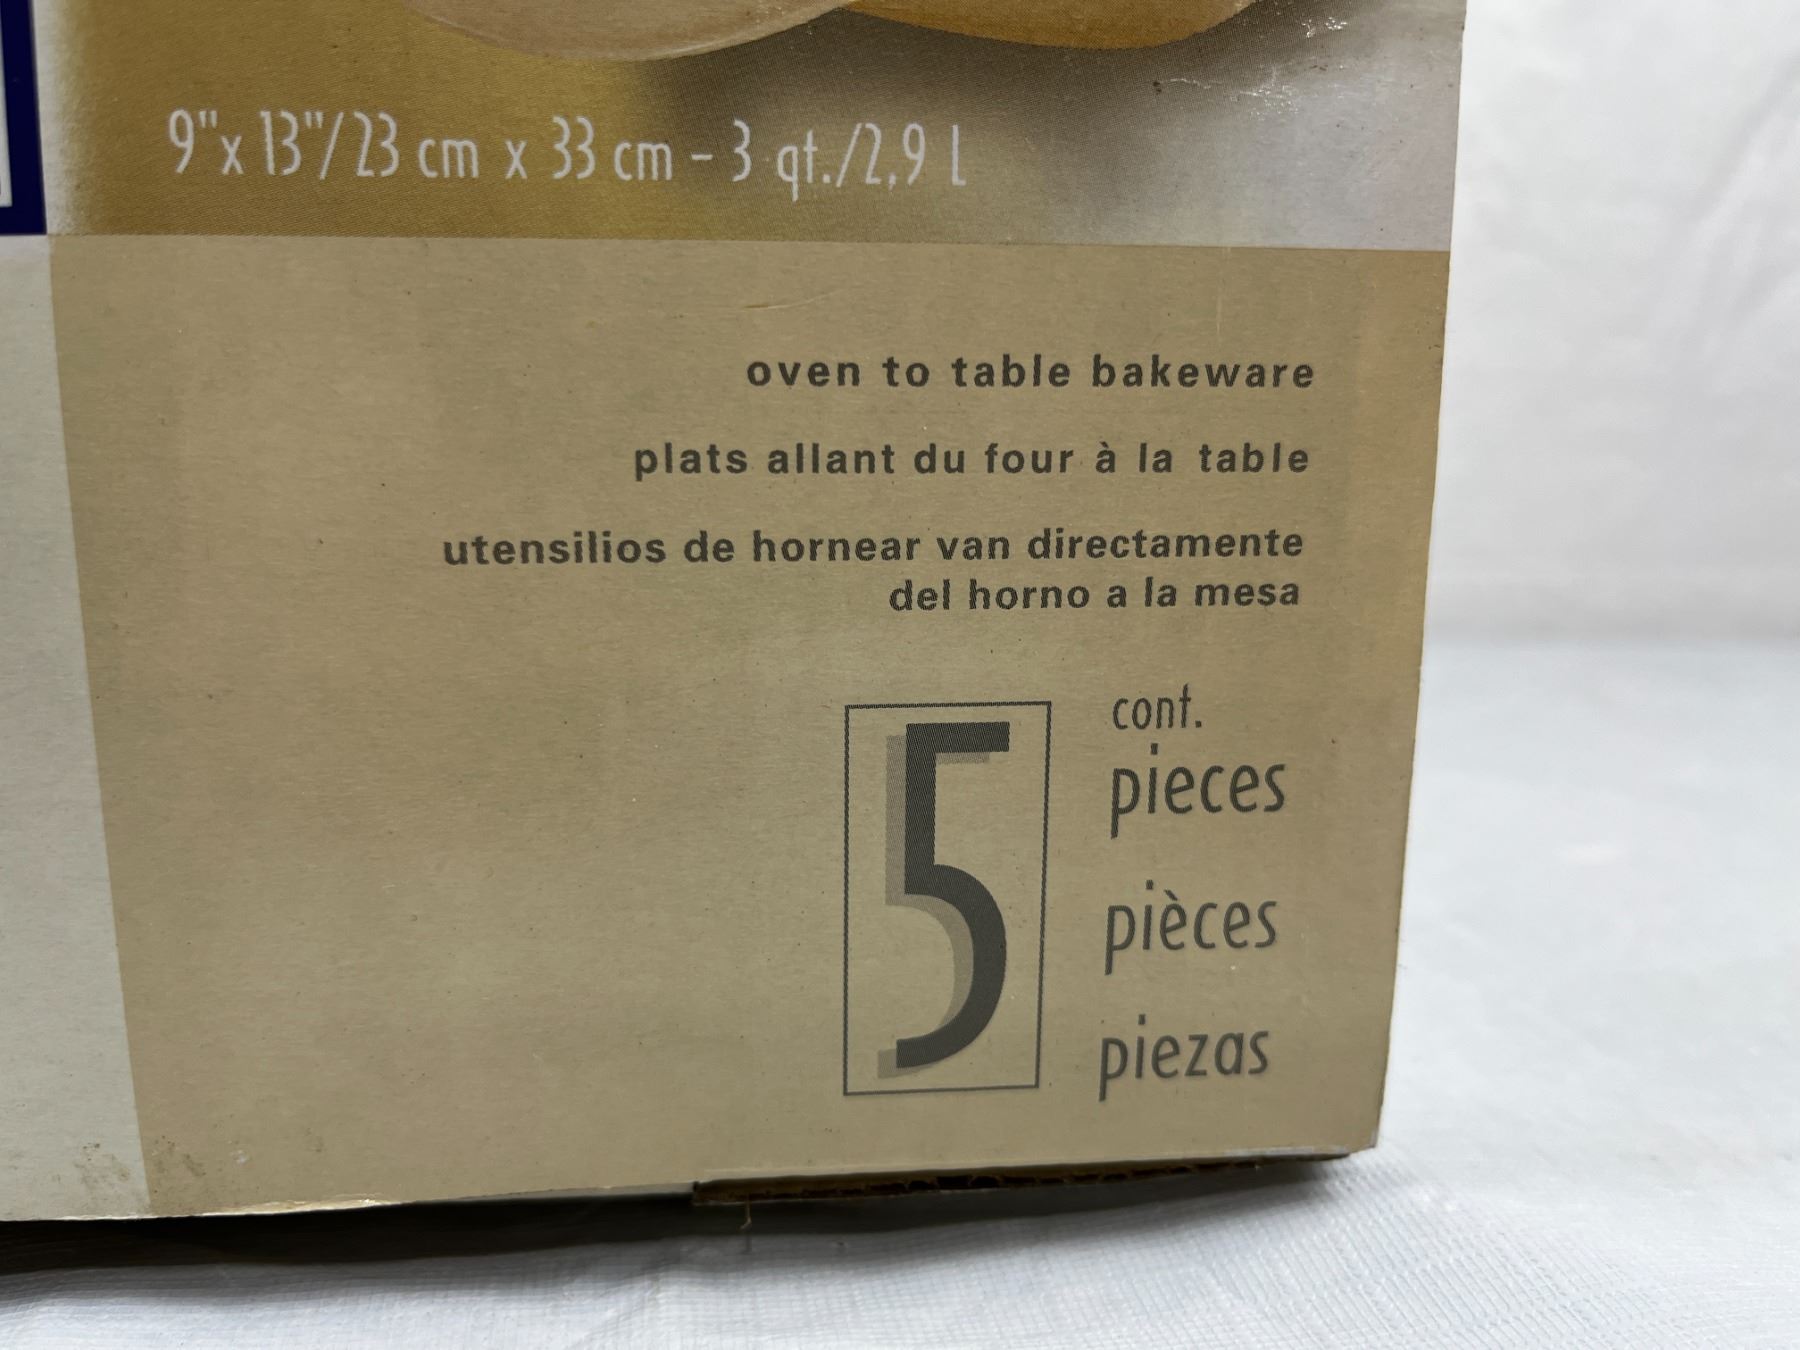 9"x 13"/23 cm x 33 cm - 3 qt./2,9 L
oven to table bakeware
plats allant du four à la table
utensilios de hornear van directamente
del horno a la mesa
5
cont.
pieces
pièces
piezas